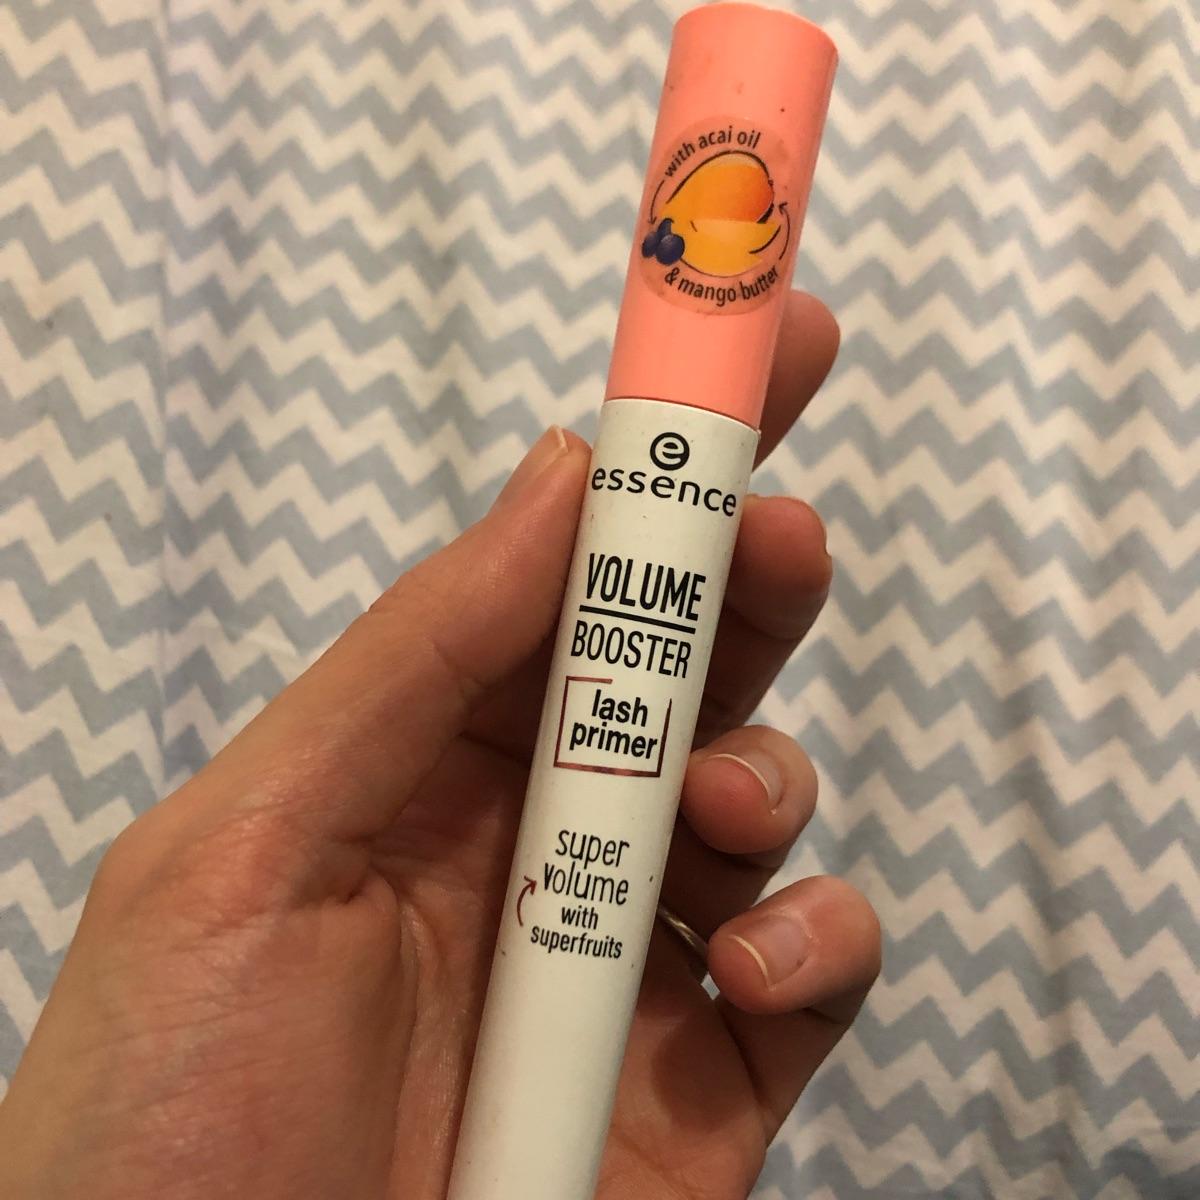 with acai oil
& mango butter
e
essence
VOLUME
BOOSTER
lash
primer
super
volume
with
superfruits